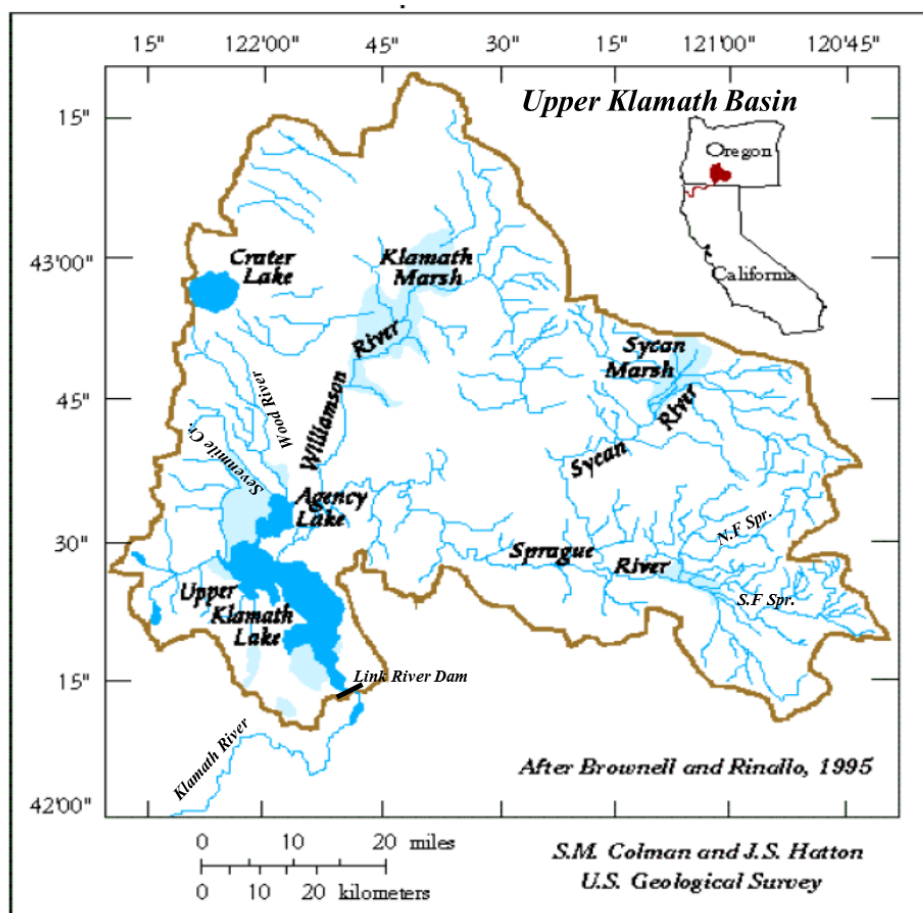 15" 122°00" 45" 30" 15" 121°00" 120°45"
Upper Klamath Basin
15"
Oregon
43°00"
Crater
Lake
Klamath
Marsh
California
River
Sycan
Marsh
River
45"
Wood River
Williamson
Sevenmile Cr.
Sycan
Agency
Lake
N.F Spr.
30"
Sprague River
Upper
Klamath
Lake
S.F Spr.
15"
Link River Dam
Klamath River
After Brownell and Rinallo, 1995
42°00"
0 10 20 miles
0 10 20 kilometers
S.M. Colman and J.S. Hatton
U.S. Geological Survey